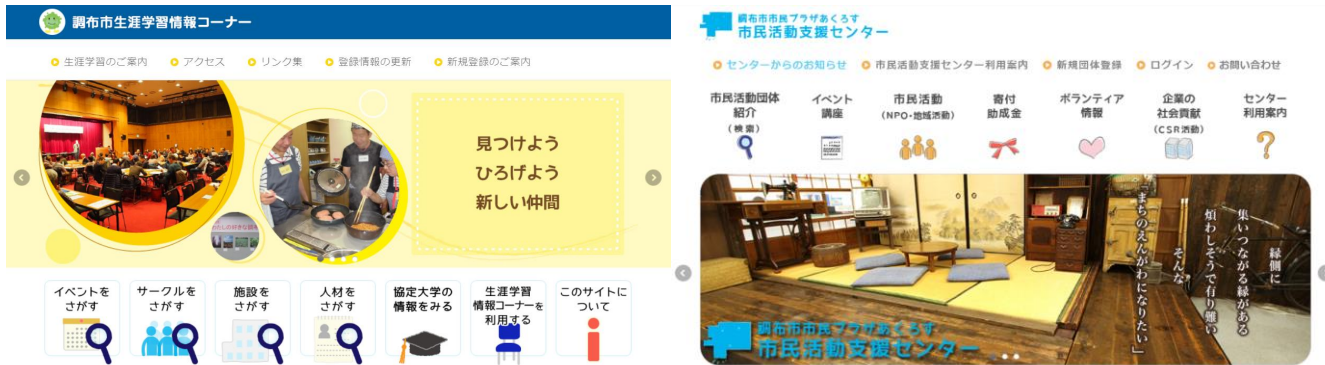 調布市生涯学習情報コーナー
生涯学習のご案内
アクセス
リンク集
登録情報の更新
新規登録のご案内
見つけよう
ひろげよう
新しい仲間
イベントを
さがす
サークルを
さがす
施設を
さがす
人材を
さがす
協定大学の
情報をみる
生涯学習
情報コーナーを
利用する
このサイトに
ついて
調布市市民プラザあくろす
市民活動支援センター
センターからのお知らせ
市民活動支援センター利用案内
新規団体登録
ログイン
お問い合わせ
市民活動団体
紹介
(検索)
イベント
講座
市民活動
(NPO・地域活動)
寄付
助成金
ボランティア
情報
企業の
社会貢献
(CSR活動)
センター
利用案内
縁側に
集いつながる縁がある
煩わしそうで有り難い
そんな
「まちのえんがわになりたい」
調布市市民プラザあくろす
市民活動支援センター